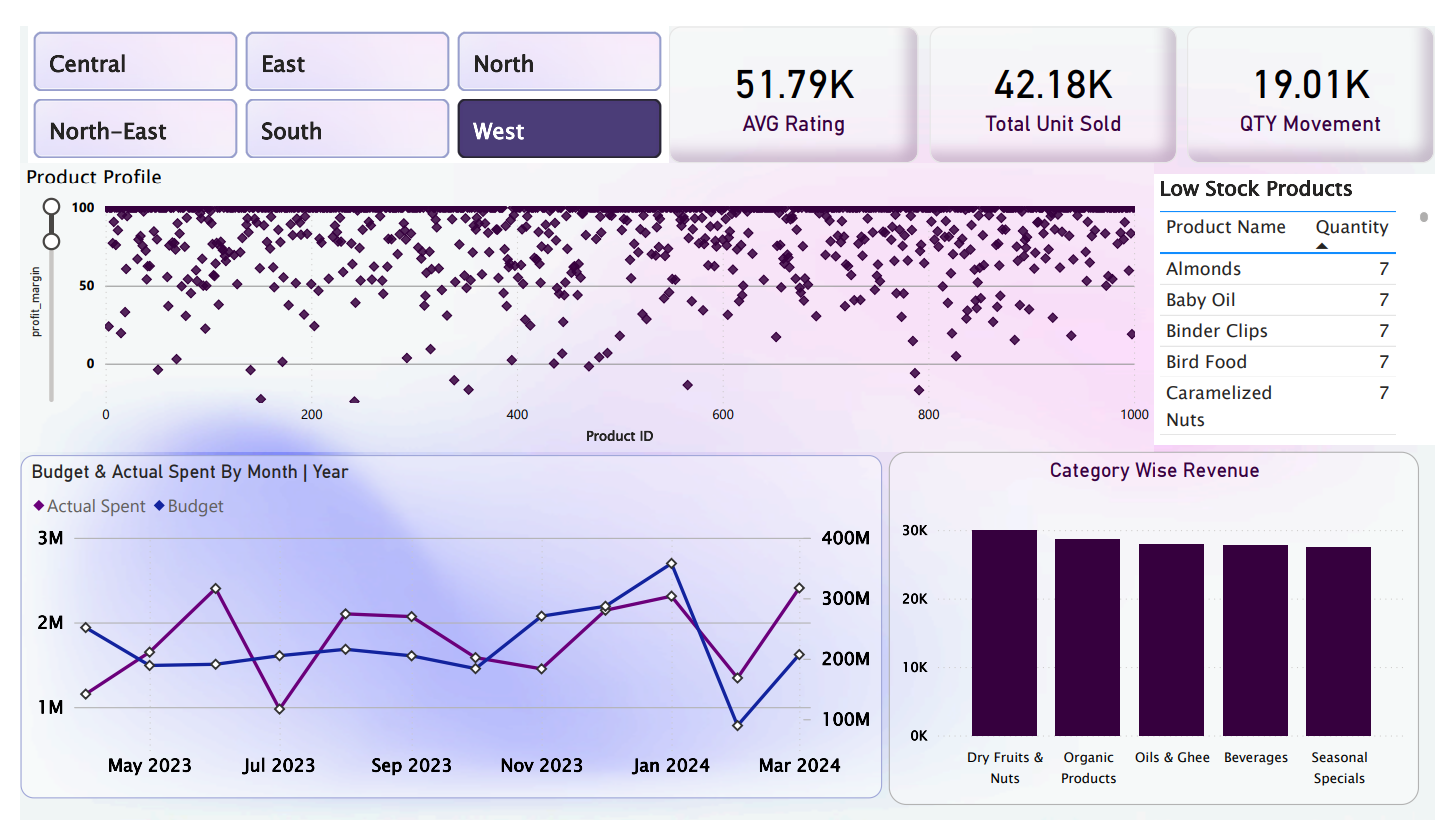 Central
East
North
North-East
South
West
51.79K
AVG Rating
42.18K
Total Unit Sold
19.01K
QTY Movement
Product Profile
profit_margin
100
50
0
0
200
400
600
800
1000
Product ID
Low Stock Products
Product Name Quantity
Almonds 7
Baby Oil 7
Binder Clips 7
Bird Food 7
Caramelized 7
Nuts
Budget & Actual Spent By Month | Year
Actual Spent Budget
3M
2M
1M
400M
300M
200M
100M
May 2023
Jul 2023
Sep 2023
Nov 2023
Jan 2024
Mar 2024
Category Wise Revenue
30K
20K
10K
0K
Dry Fruits &
Nuts
Organic
Products
Oils & Ghee
Beverages
Seasonal
Specials